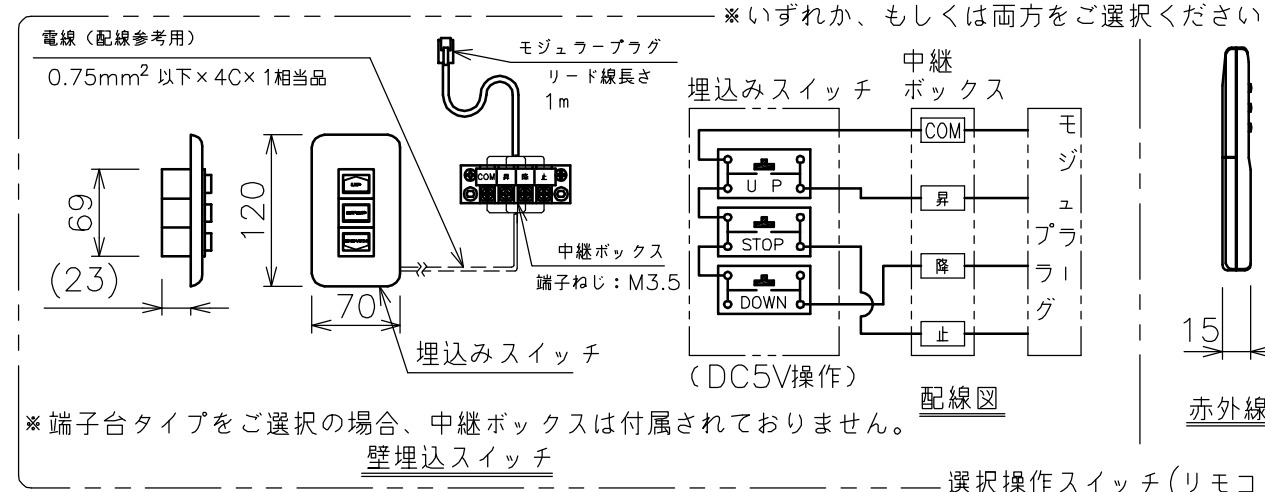 ※いずれか、もしくは両方をご選択ください
電線（配線参考用）
0.75mm² 以下×4C×1相当品
モジュラープラグ
リード線長さ
1m
69
(23)
120
70
UP
COM 昇 降 止
中継ボックス
端子ねじ：M3.5
埋込みスイッチ
埋込みスイッチ
中継
ボックス
COM
昇
降
止
UP
STOP
DOWN
モジュラープラグ
(DC5V操作)
配線図
15
赤外線
※端子台タイプをご選択の場合、中継ボックスは付属されておりません。
壁埋込スイッチ
選択操作スイッチ(リモコ